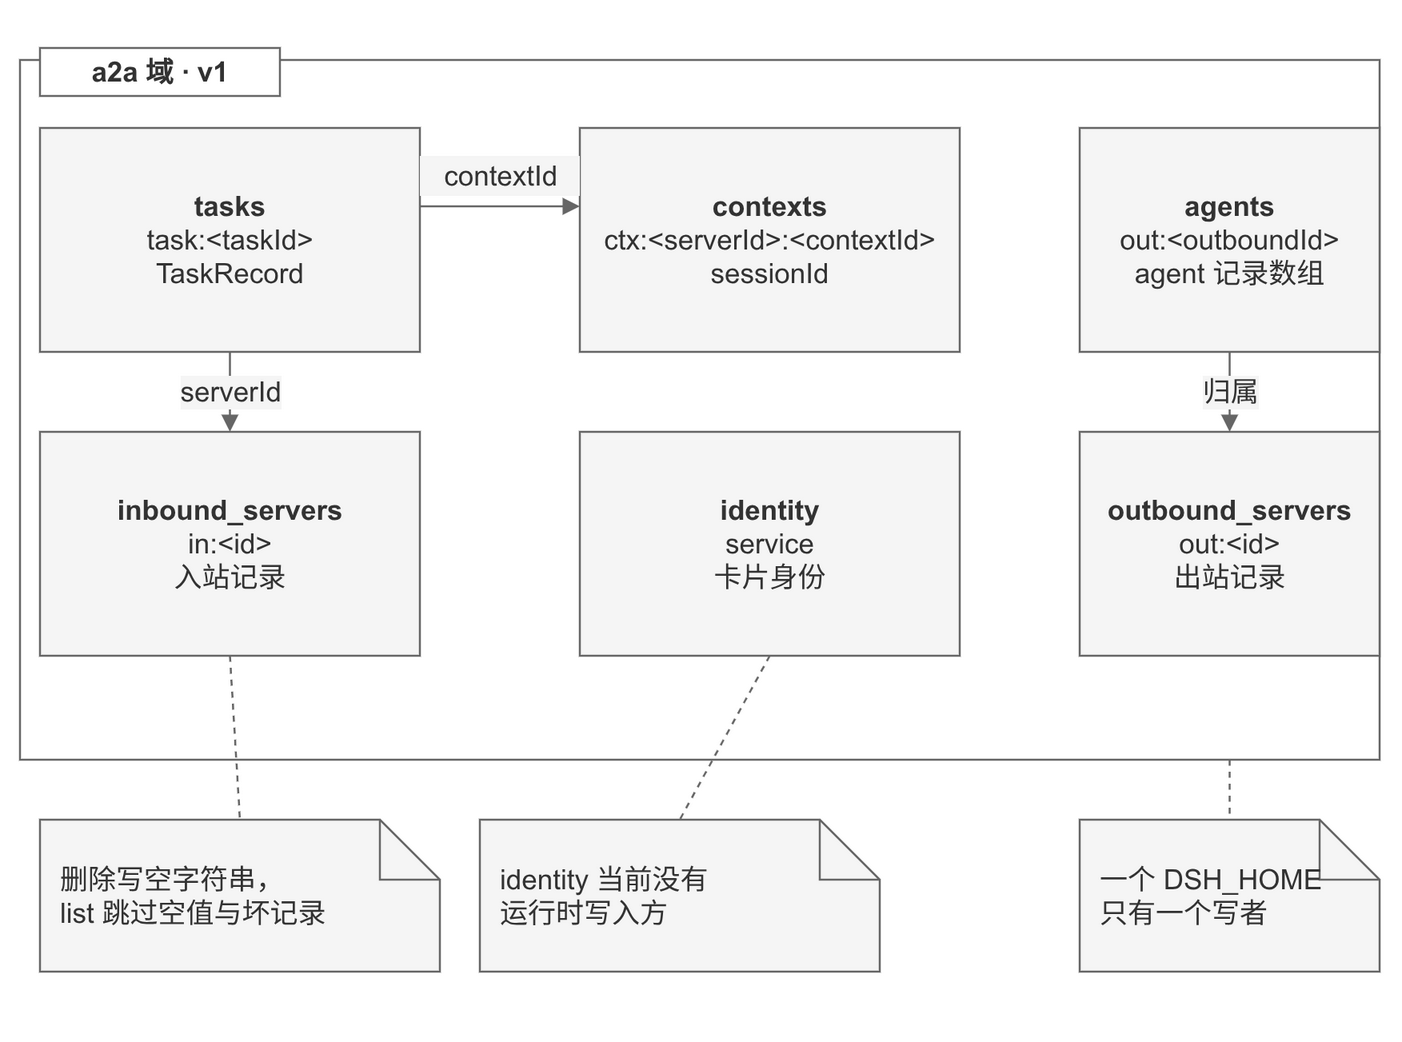 a2a 域 · v1
tasks
task:<taskId>
TaskRecord
contextId
contexts
ctx:<serverId>:<contextId>
sessionId
agents
out:<outboundId>
agent 记录数组
serverId
归属
inbound_servers
in:<id>
入站记录
identity
service
卡片身份
outbound_servers
out:<id>
出站记录
删除写空字符串，
list 跳过空值与坏记录
identity 当前没有
运行时写入方
一个 DSH_HOME
只有一个写者